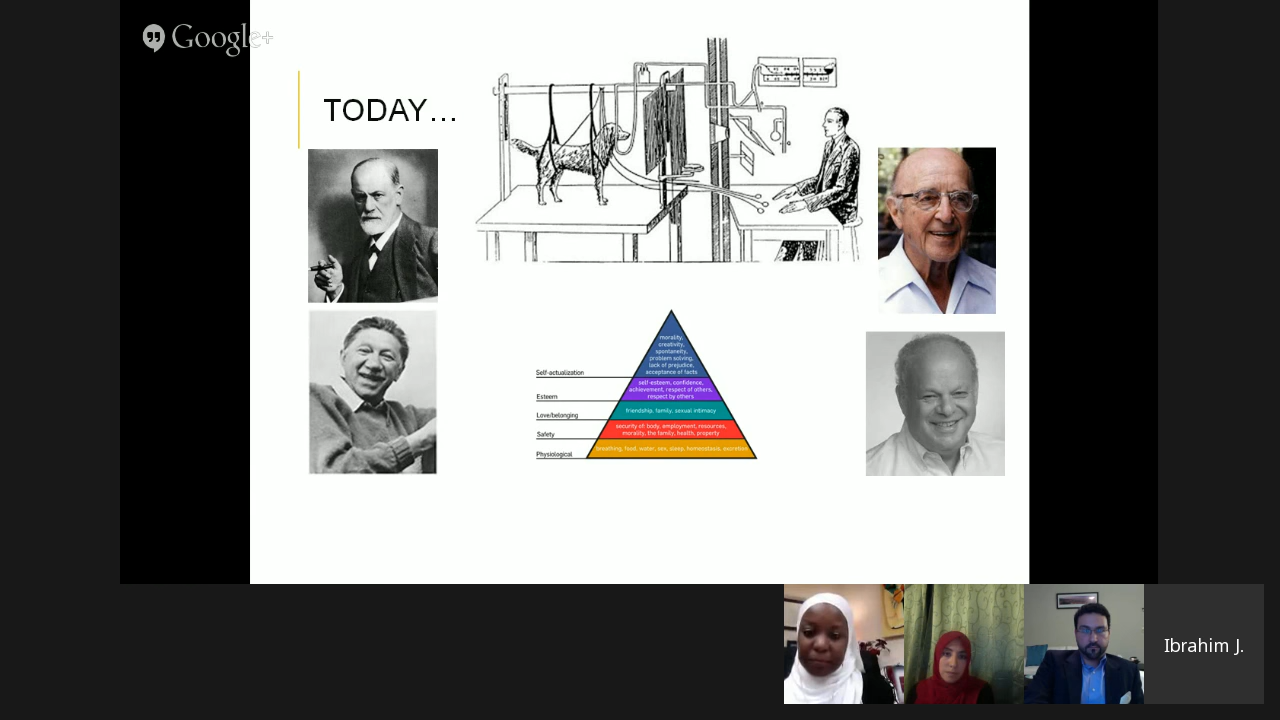 Google+
TODAY...
morality,
creativity,
spontaneity,
problem solving,
lack of prejudice,
acceptance of facts
Self-actualization
self-esteem, confidence,
achievement, respect of others,
respect by others
Esteem
friendship, family, sexual intimacy
Love/belonging
security of: body, employment, resources,
morality, the family, health, property
Safety
breathing, food, water, sex, sleep, homeostasis, excretion
Physiological
Ibrahim J.